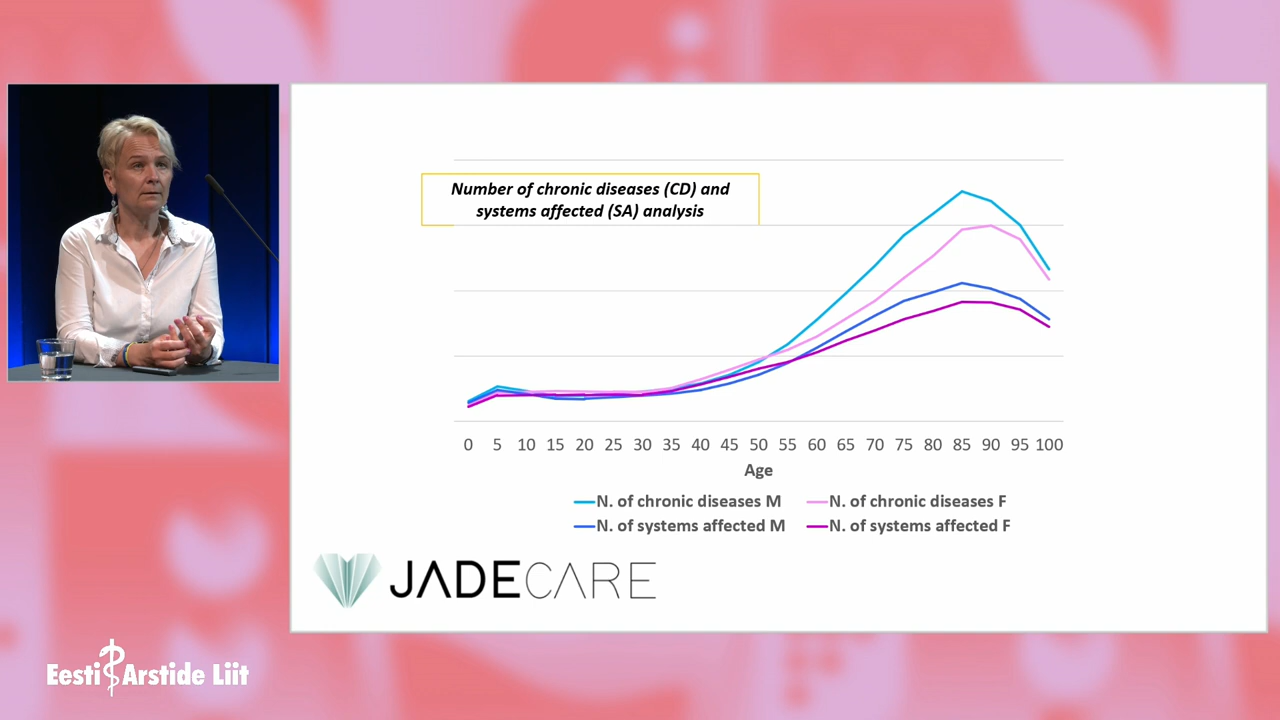 Number of chronic diseases (CD) and
systems affected (SA) analysis
0 5 10 15 20 25 30 35 40 45 50 55 60 65 70 75 80 85 90 95 100
Age
N. of chronic diseases M
N. of chronic diseases F
N. of systems affected M
N. of systems affected F
JADECARE
Eesti Arstide Liit